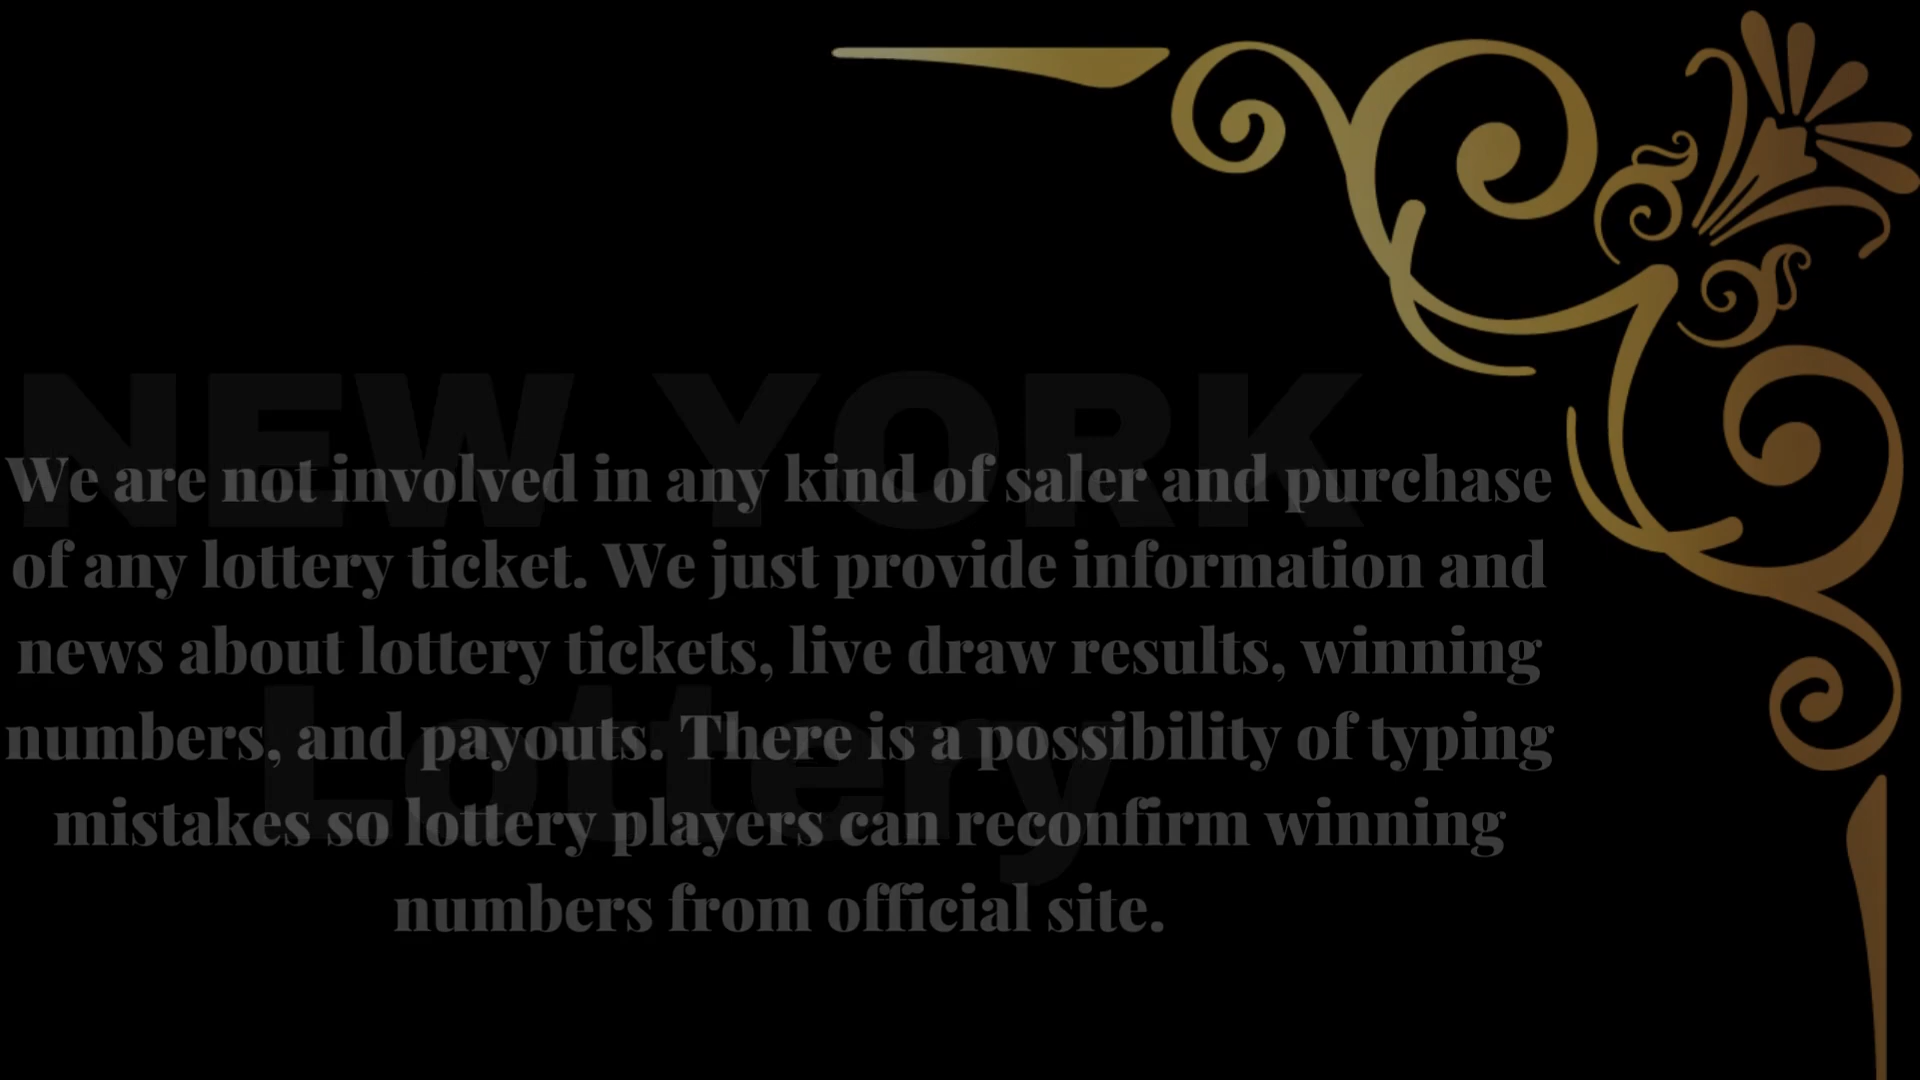 NEW YORK
We are not involved in any kind of saler and purchase
of any lottery ticket. We just provide information and
news about lottery tickets, live draw results, winning
Lottery
numbers, and payouts. There is a possibility of typing
mistakes so lottery players can reconfirm winning
numbers from official site.